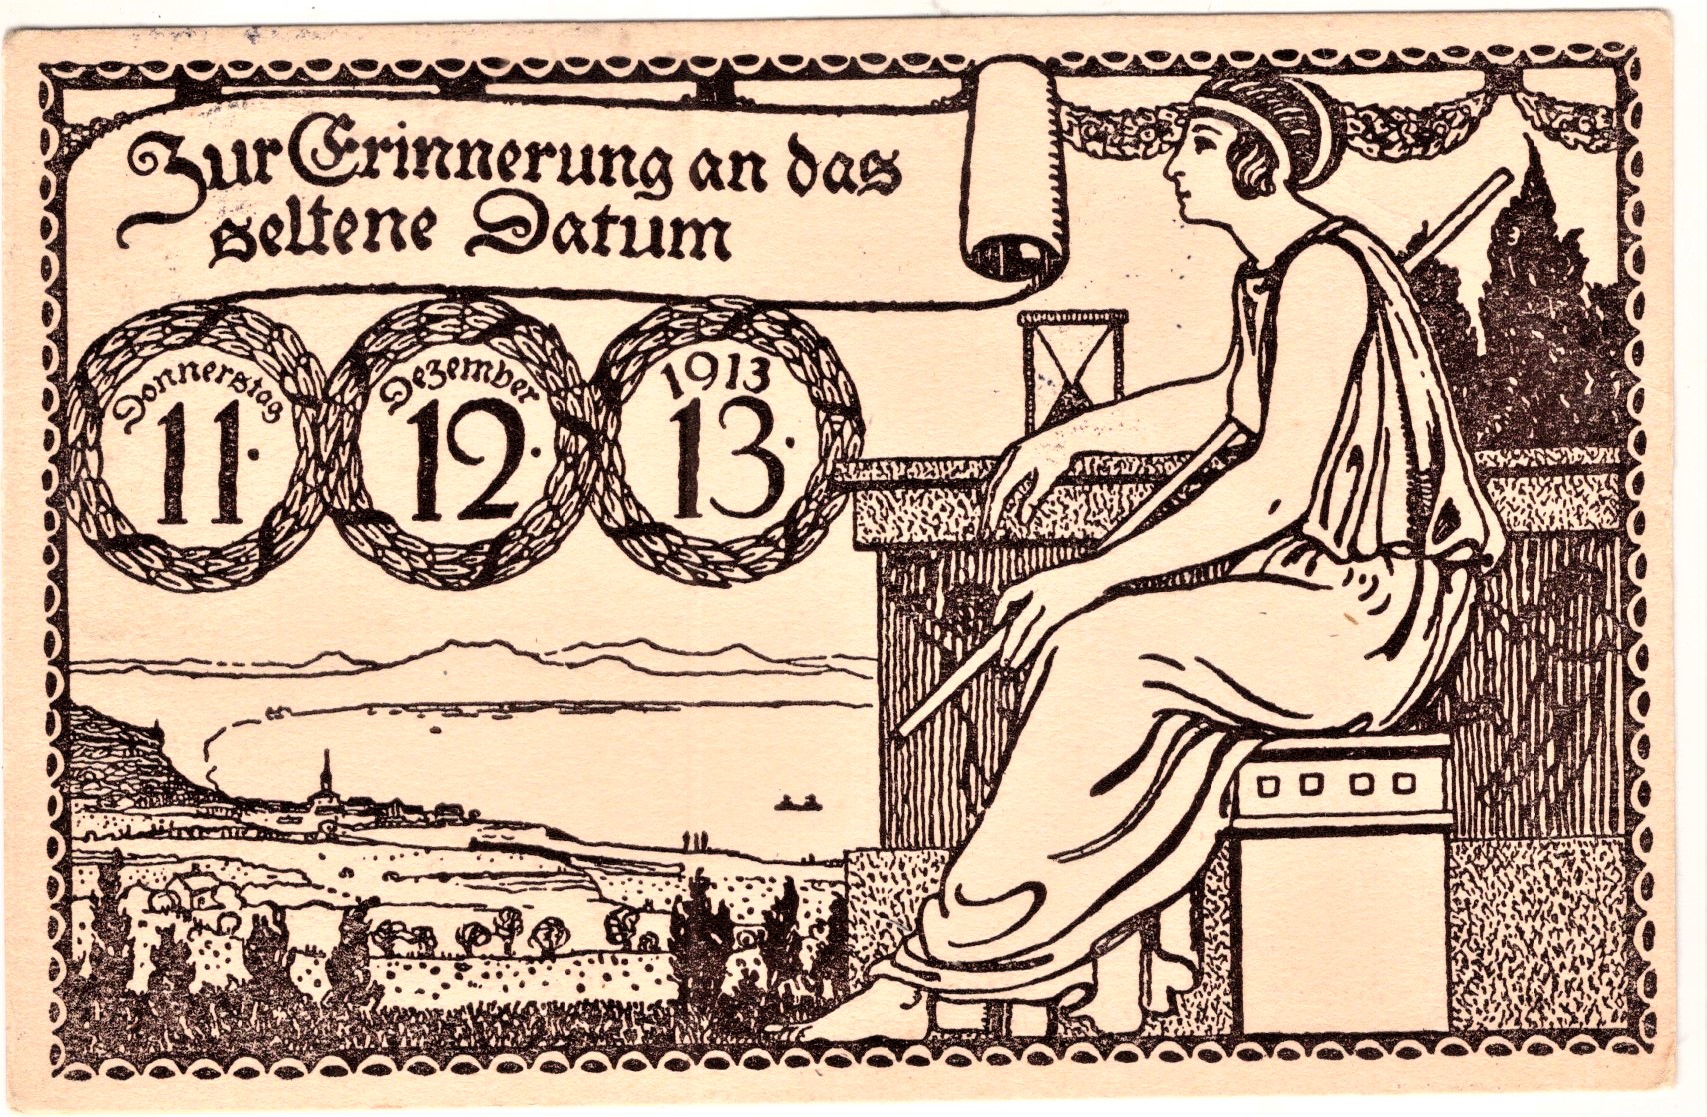 Zur Erinnerung an das
seltene Datum
Donnerstag
11.
Dezember
12.
1913
13.